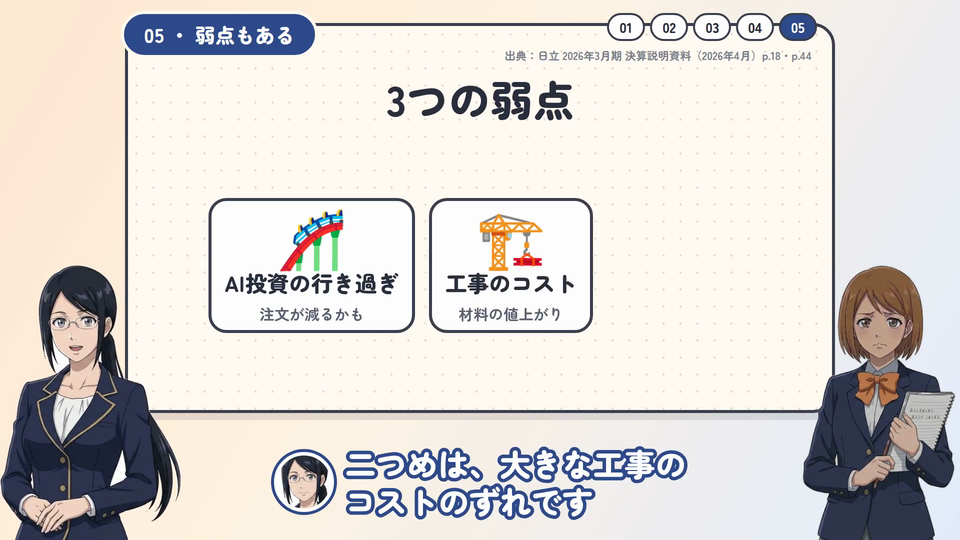 05 ・ 弱点もある
01 02 03 04 05
出典：日立 2026年3月期 決算説明資料（2026年4月）p.18・p.44
3つの弱点
AI投資の行き過ぎ
注文が減るかも
工事のコスト
材料の値上がり
二つめは、大きな工事の
コストのずれです